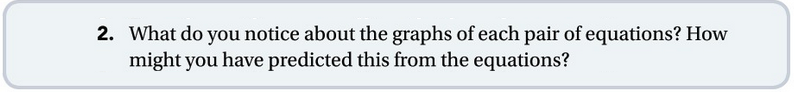 2. What do you notice about the graphs of each pair of equations? How
might you have predicted this from the equations?